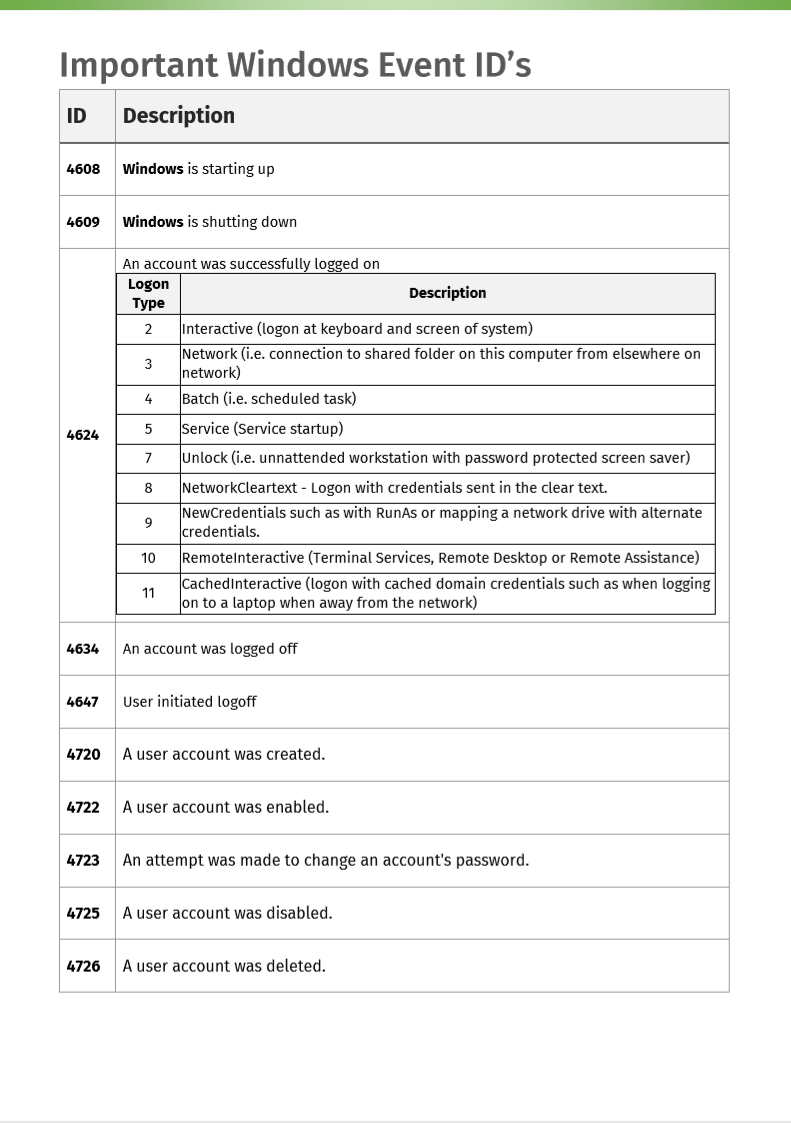 Important Windows Event ID’s
ID Description
4608 Windows is starting up
4609 Windows is shutting down
4624
An account was successfully logged on
Logon
Type
Description
2 Interactive (logon at keyboard and screen of system)
3
Network (i.e. connection to shared folder on this computer from elsewhere on
network)
4 Batch (i.e. scheduled task)
5 Service (Service startup)
7 Unlock (i.e. unnattended workstation with password protected screen saver)
8 NetworkCleartext - Logon with credentials sent in the clear text.
9
NewCredentials such as with RunAs or mapping a network drive with alternate
credentials.
10 RemoteInteractive (Terminal Services, Remote Desktop or Remote Assistance)
11
CachedInteractive (logon with cached domain credentials such as when logging
on to a laptop when away from the network)
4634 An account was logged off
4647 User initiated logoff
4720 A user account was created.
4722 A user account was enabled.
4723 An attempt was made to change an account's password.
4725 A user account was disabled.
4726 A user account was deleted.